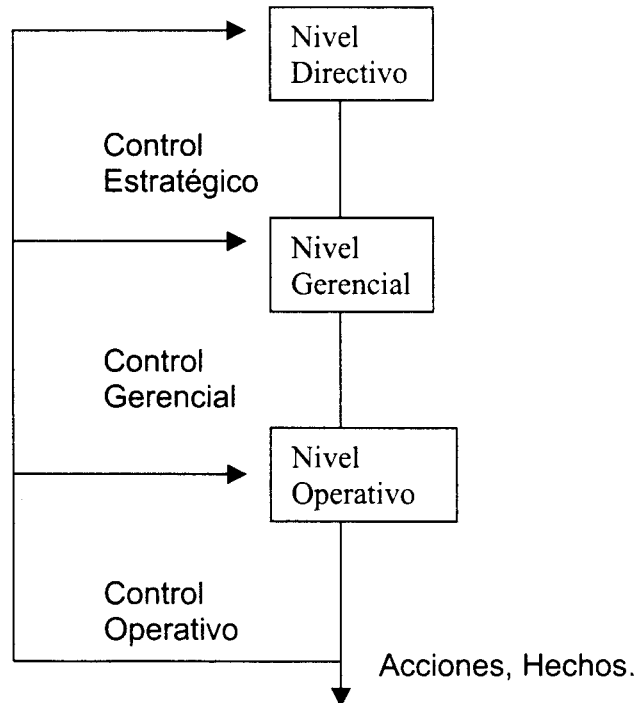 Nivel
Directivo
Control
Estratégico
Nivel
Gerencial
Control
Gerencial
Nivel
Operativo
Control
Operativo
Acciones, Hechos.